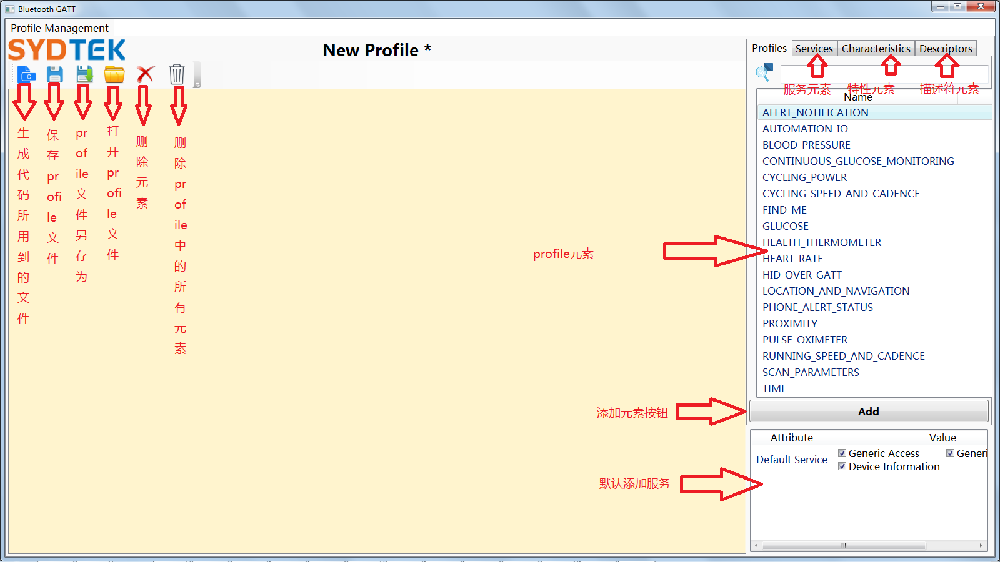 Bluetooth GATT
Profile Management
SYDTEK
New Profile *
Profiles
Services
Characteristics
Descriptors
服务元素
特性元素
描述符元素
Name
ALERT_NOTIFICATION
AUTOMATION_IO
BLOOD_PRESSURE
CONTINUOUS_GLUCOSE_MONITORING
CYCLING_POWER
CYCLING_SPEED_AND_CADENCE
FIND_ME
GLUCOSE
HEALTH_THERMOMETER
HEART_RATE
HID_OVER_GATT
LOCATION_AND_NAVIGATION
PHONE_ALERT_STATUS
PROXIMITY
PULSE_OXIMETER
RUNNING_SPEED_AND_CADENCE
SCAN_PARAMETERS
TIME
生成代码所用到的文件
保存profile文件
profile文件另存为
打开profile文件
删除元素
删除profile中的所有元素
profile元素
添加元素按钮
Add
Attribute
Value
Default Service
Generic Access
Generi
Device Information
默认添加服务